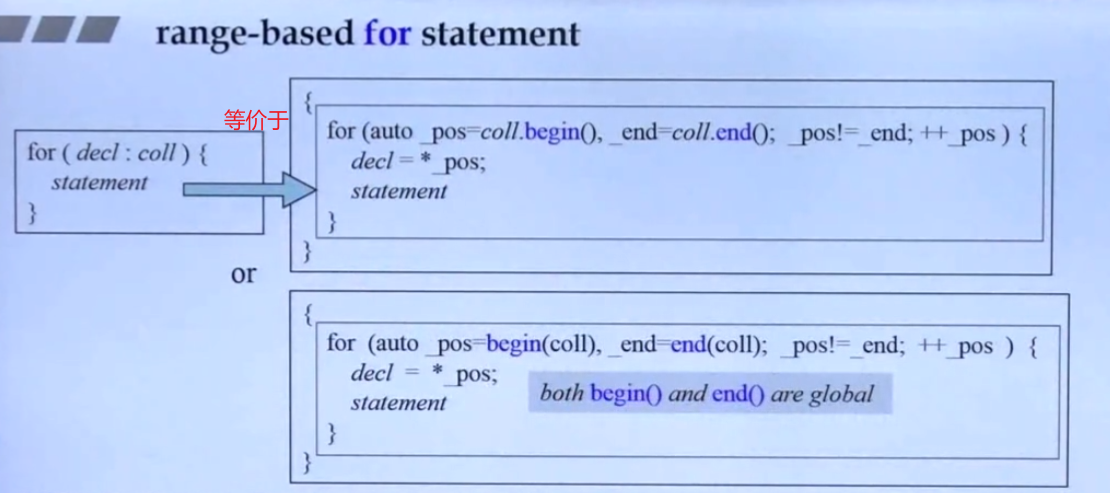 range-based for statement
等价于
for ( decl : coll ) {
statement
}
{
for (auto _pos=coll.begin(), _end=coll.end(); _pos!=_end; ++_pos ) {
decl = *_pos;
statement
}
}
or
{
for (auto _pos=begin(coll), _end=end(coll); _pos!=_end; ++_pos ) {
decl = *_pos;
both begin() and end() are global
statement
}
}